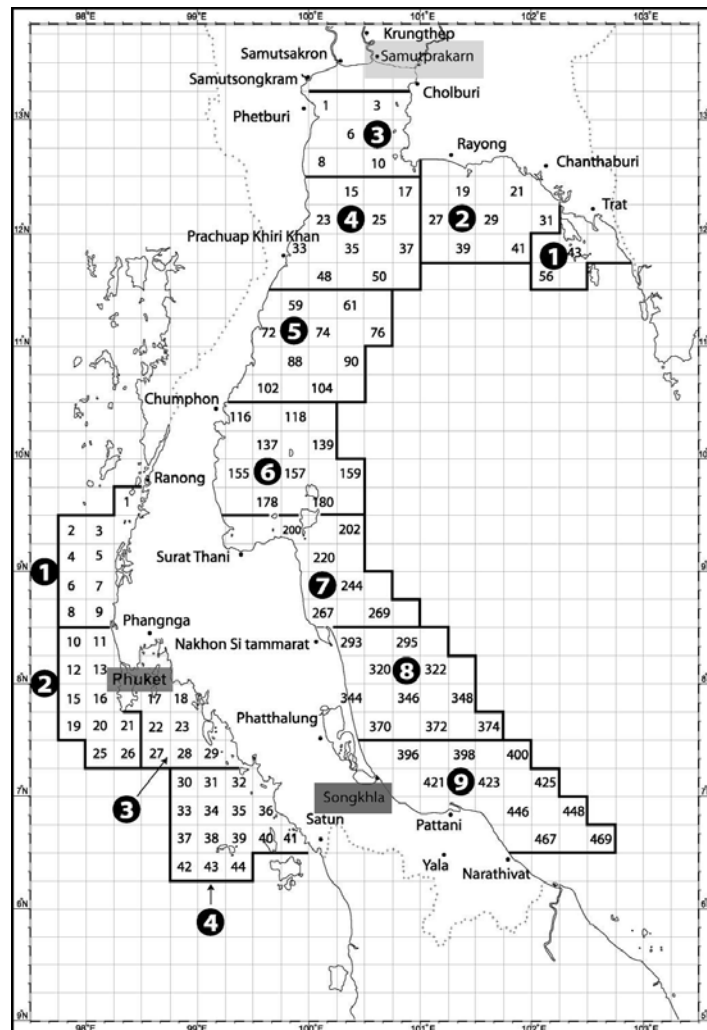 98°E 99°E 100°E 101°E 102°E 103°E
Krungthep
Samutsakron
Samutprakarn
Samutsongkram
Cholburi
13°N
1 3
Phetburi
6 3
Rayong
8 10
Chanthaburi
15 17 19 21
Trat
23 4 25 27 2 29 31
12°N
Prachuap Khiri Khan
33 35 37 39 41 1 43
48 50 56
59 61
72 5 74 76
11°N
88 90
102 104
Chumphon
116 118
137 139
10°N
155 6 157 159
Ranong
1 178 180
2 3 200 202
Surat Thani
4 5 220
9°N
1
6 7 7 244
8 9 267 269
Phangnga
10 11
Nakhon Si tammarat
293 295
12 13 320 8 322
8°N
2
Phuket
15 16 17 18 344 346 348
19 20 21 22 23
Phatthalung
370 372 374
25 26 27 28 29 396 398 400
3
30 31 32
421 9 423 425
7°N
Songkhla
33 34 35 36
Satun
Pattani
446 448
37 38 39 40 41 467 469
Yala
Narathivat
42 43 44
6°N
4
9°N
98°E 99°E 100°E 101°E 102°E 103°E